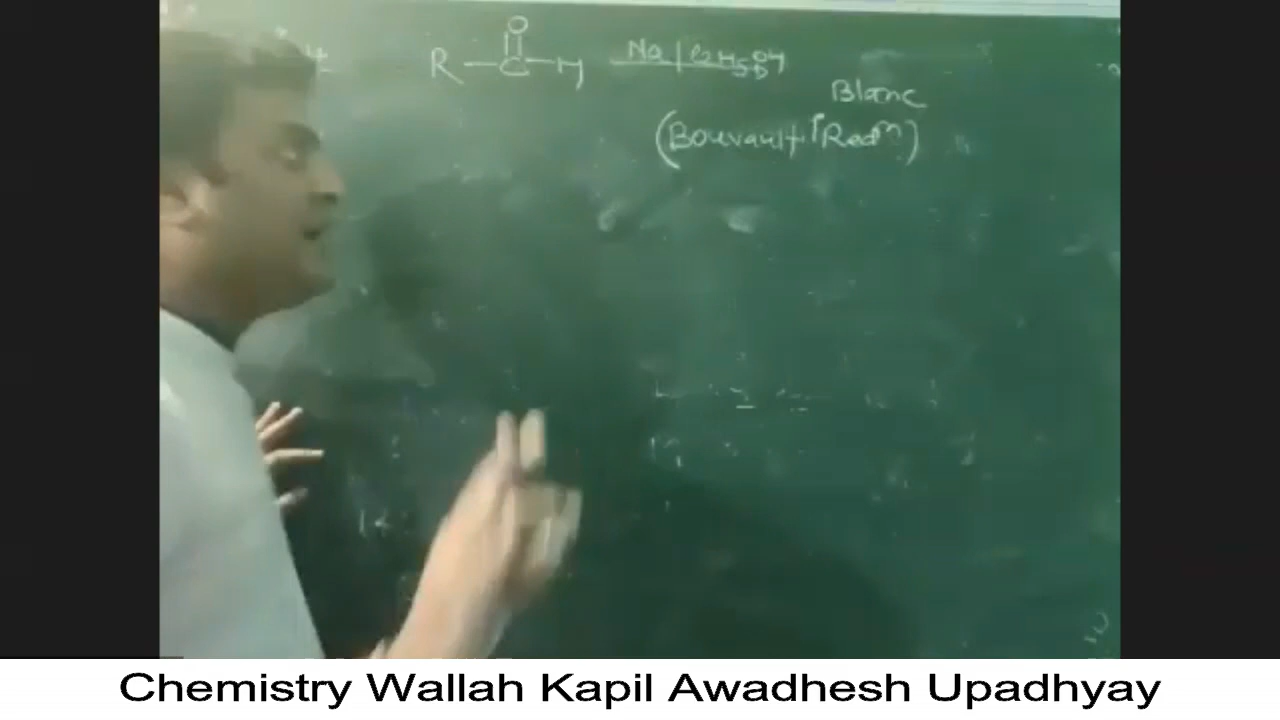 O
R—C—H Na|C2H5OH
Blanc
(Bouvault Redn)
Chemistry Wallah Kapil Awadhesh Upadhyay